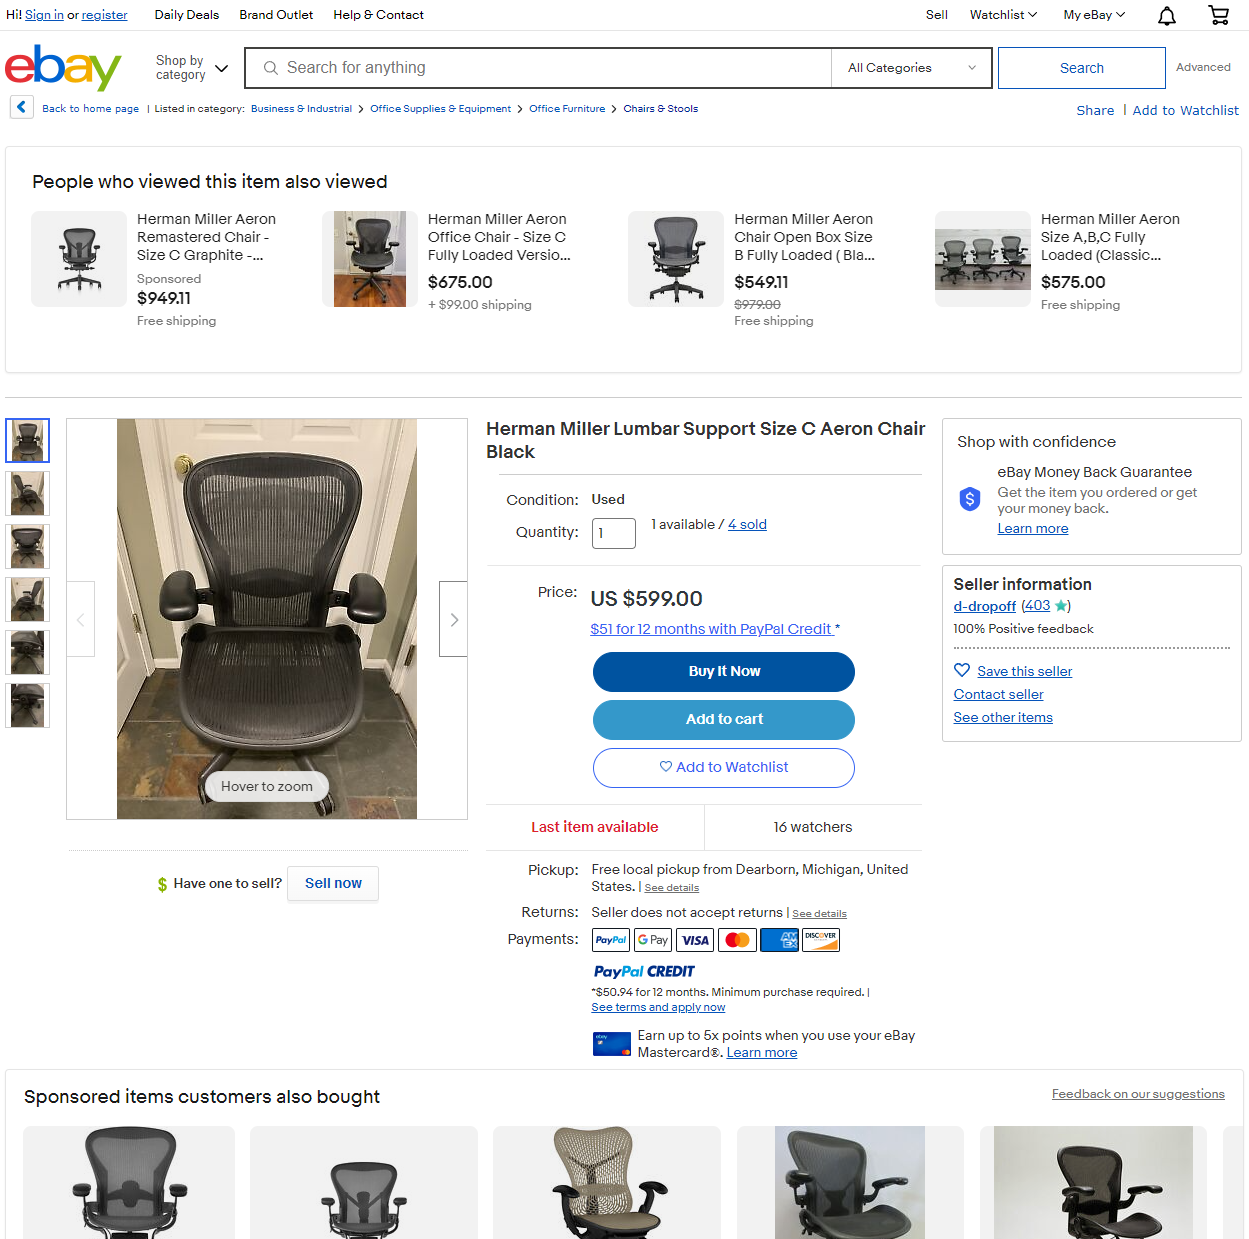 Hi! Sign in or register
Daily Deals
Brand Outlet
Help & Contact
Sell
Watchlist
My eBay
ebay
Shop by
category
Search for anything
All Categories
Search
Advanced
Back to home page | Listed in category: Business & Industrial > Office Supplies & Equipment > Office Furniture > Chairs & Stools
Share | Add to Watchlist
People who viewed this item also viewed
Herman Miller Aeron
Remastered Chair -
Size C Graphite -...
Sponsored
$949.11
Free shipping
Herman Miller Aeron
Office Chair - Size C
Fully Loaded Versio...
$675.00
+ $99.00 shipping
Herman Miller Aeron
Chair Open Box Size
B Fully Loaded ( Bla...
$549.11
$979.00
Free shipping
Herman Miller Aeron
Size A,B,C Fully
Loaded (Classic...
$575.00
Free shipping
Hover to zoom
$ Have one to sell?
Sell now
Herman Miller Lumbar Support Size C Aeron Chair
Black
Condition: Used
Quantity: 1
1 available / 4 sold
Price: US $599.00
$51 for 12 months with PayPal Credit *
Buy It Now
Add to cart
Add to Watchlist
Last item available
16 watchers
Pickup: Free local pickup from Dearborn, Michigan, United
States. | See details
Returns: Seller does not accept returns | See details
Payments: PayPal G Pay VISA AMEX DISCOVER
PayPal CREDIT
*$50.94 for 12 months. Minimum purchase required. |
See terms and apply now
ebay
Earn up to 5x points when you use your eBay
Mastercard®. Learn more
Shop with confidence
eBay Money Back Guarantee
$
Get the item you ordered or get
your money back.
Learn more
Seller information
d-dropoff (403 ★)
100% Positive feedback
Save this seller
Contact seller
See other items
Sponsored items customers also bought
Feedback on our suggestions